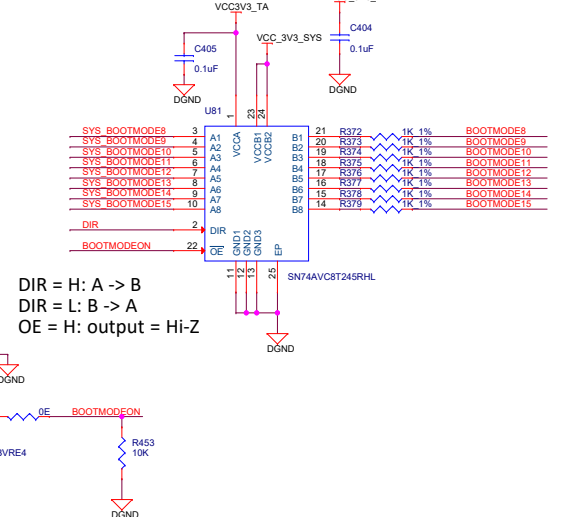 VCC3V3_TA
C404
VCC_3V3_SYS
C405
0.1uF
0.1uF
DGND
DGND
U81
1
23
24
VCCA
VCCB1
VCCB2
SYS_BOOTMODE8 3 A1 B1 21 R372 1K 1% BOOTMODE8
SYS_BOOTMODE9 4 A2 B2 20 R373 1K 1% BOOTMODE9
SYS_BOOTMODE10 5 A3 B3 19 R374 1K 1% BOOTMODE10
SYS_BOOTMODE11 6 A4 B4 18 R375 1K 1% BOOTMODE11
SYS_BOOTMODE12 7 A5 B5 17 R376 1K 1% BOOTMODE12
SYS_BOOTMODE13 8 A6 B6 16 R377 1K 1% BOOTMODE13
SYS_BOOTMODE14 9 A7 B7 15 R378 1K 1% BOOTMODE14
SYS_BOOTMODE15 10 A8 B8 14 R379 1K 1% BOOTMODE15
DIR 2 DIR
BOOTMODEON 22 OE
GND1
GND2
GND3
EP
11
12
13
25
SN74AVC8T245RHL
DIR = H: A -> B
DIR = L: B -> A
OE = H: output = Hi-Z
DGND
DGND
0E BOOTMODEON
R453
10K
VRE4
DGND